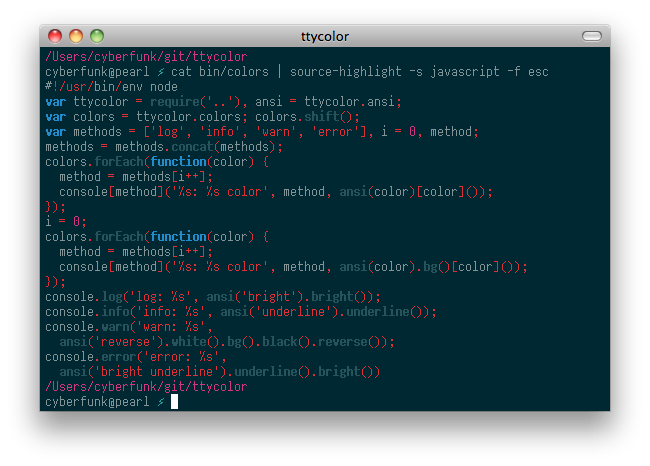 ttycolor
/Users/cyberfunk/git/ttycolor
cyberfunk@pearl ⚡ cat bin/colors | source-highlight -s javascript -f esc
#!/usr/bin/env node
var ttycolor = require('..'), ansi = ttycolor.ansi;
var colors = ttycolor.colors; colors.shift();
var methods = ['log', 'info', 'warn', 'error'], i = 0, method;
methods = methods.concat(methods);
colors.forEach(function(color) {
  method = methods[i++];
  console[method]('%s: %s color', method, ansi(color)[color]());
});
i = 0;
colors.forEach(function(color) {
  method = methods[i++];
  console[method]('%s: %s color', method, ansi(color).bg()[color]());
});
console.log('log: %s', ansi('bright').bright());
console.info('info: %s', ansi('underline').underline());
console.warn('warn: %s',
  ansi('reverse').white().bg().black().reverse());
console.error('error: %s',
  ansi('bright underline').underline().bright())
/Users/cyberfunk/git/ttycolor
cyberfunk@pearl ⚡